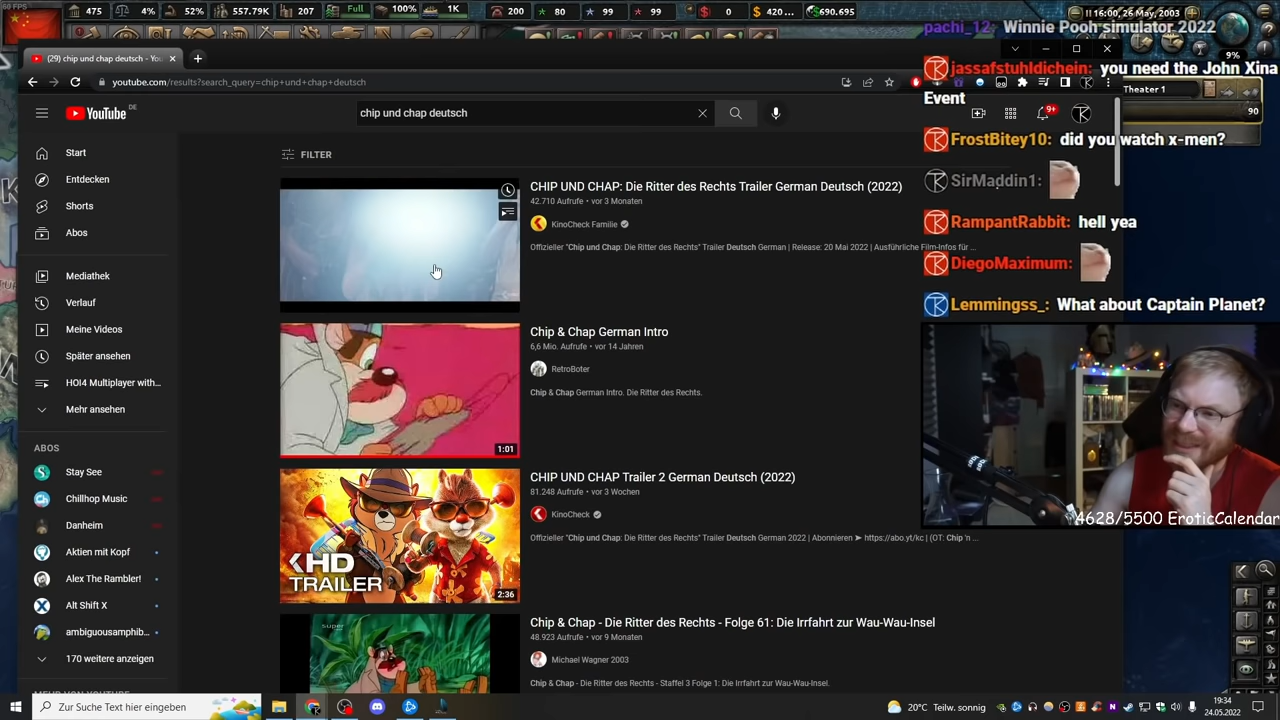 60 FPS
475
4%
52%
557.79K
207
Full
100%
1K
200
80
99
99
0
420 ...
690.695
16:00, 26 May, 2003
pachi_12: Winnie Pooh simulator 2022
9%
(29) chip und chap deutsch - You
youtube.com/results?search_query=chip+und+chap+deutsch
jassafstuhldichein: you need the John Xina
Event
Theater 1
90
YouTube DE
chip und chap deutsch
9+
FrostBitey10: did you watch x-men?
SirMaddin1:
RampantRabbit: hell yea
DiegoMaximum:
Lemmingss_: What about Captain Planet?
4628/5500 EroticCalendar
Start
Entdecken
Shorts
Abos
Mediathek
Verlauf
Meine Videos
Später ansehen
HOI4 Multiplayer with...
Mehr ansehen
ABOS
Stay See
Chillhop Music
Danheim
Aktien mit Kopf
Alex The Rambler!
Alt Shift X
ambiguousamphib...
170 weitere anzeigen
MEHR VON YOUTUBE
FILTER
CHIP UND CHAP: Die Ritter des Rechts Trailer German Deutsch (2022)
42.710 Aufrufe • vor 3 Monaten
KinoCheck Familie
Offizieller "Chip und Chap: Die Ritter des Rechts" Trailer Deutsch German | Release: 20 Mai 2022 | Ausführliche Film-Infos für ...
1:01
Chip & Chap German Intro
6,6 Mio. Aufrufe • vor 14 Jahren
RetroBoter
Chip & Chap German Intro. Die Ritter des Rechts.
HD
TRAILER
2:36
CHIP UND CHAP Trailer 2 German Deutsch (2022)
81.248 Aufrufe • vor 3 Wochen
KinoCheck
Offizieller "Chip und Chap: Die Ritter des Rechts" Trailer Deutsch German 2022 | Abonnieren ➤ https://abo.yt/kc | (OT: Chip 'n ...
super
Chip & Chap - Die Ritter des Rechts - Folge 61: Die Irrfahrt zur Wau-Wau-Insel
48.923 Aufrufe • vor 9 Monaten
Michael Wagner 2003
Chip & Chap - Die Ritter des Rechts - Staffel 3 Folge 1: Die Irrfahrt zur Wau-Wau-Insel.
Zur Suche Text hier eingeben
20°C Teilw. sonnig
19:34
24.05.2022